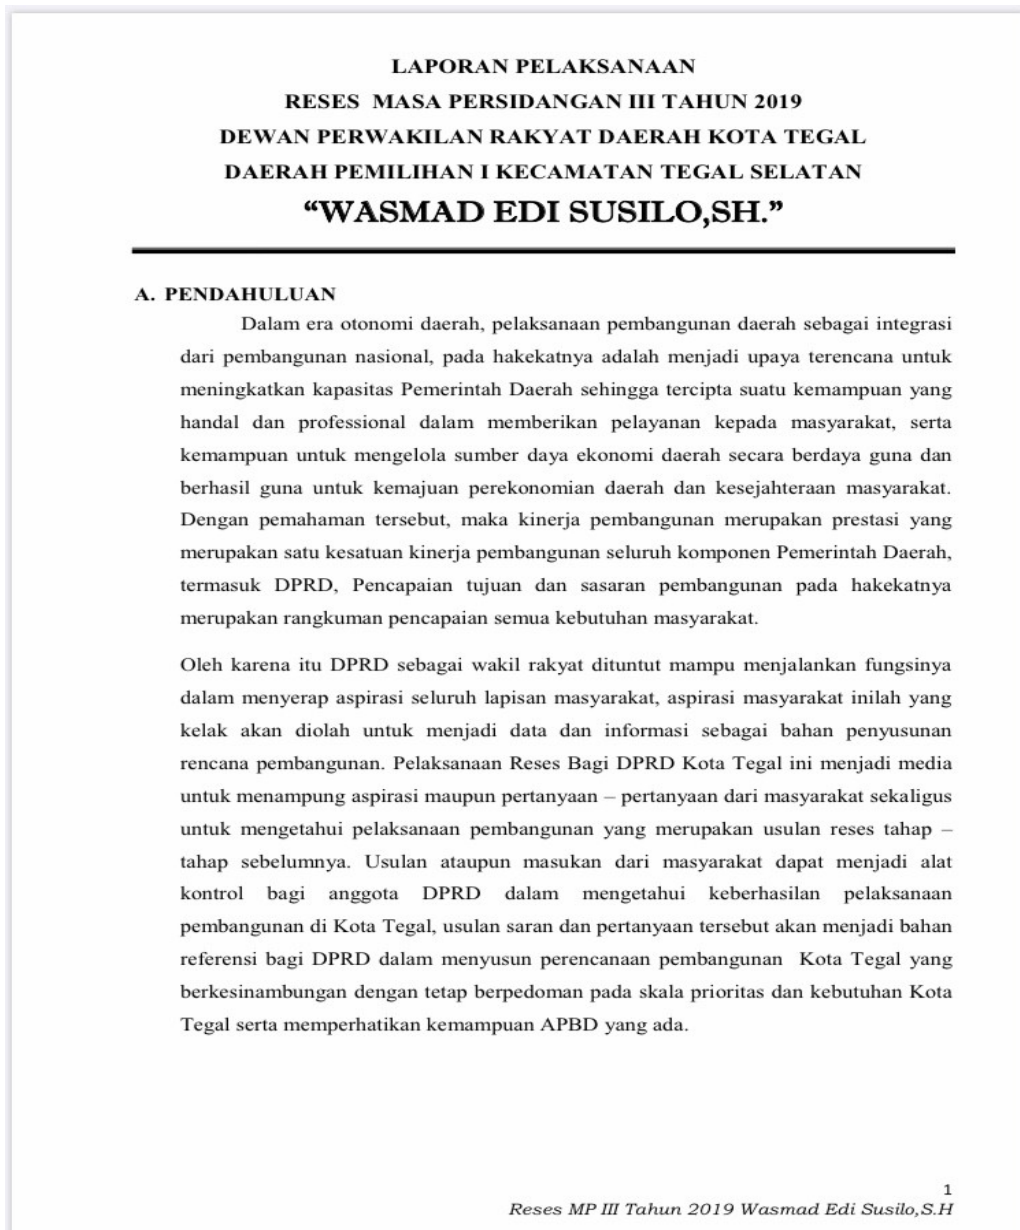 LAPORAN PELAKSANAAN
RESES MASA PERSIDANGAN III TAHUN 2019
DEWAN PERWAKILAN RAKYAT DAERAH KOTA TEGAL
DAERAH PEMILIHAN I KECAMATAN TEGAL SELATAN
“WASMAD EDI SUSILO,SH.”
A. PENDAHULUAN
Dalam era otonomi daerah, pelaksanaan pembangunan daerah sebagai integrasi
dari pembangunan nasional, pada hakekatnya adalah menjadi upaya terencana untuk
meningkatkan kapasitas Pemerintah Daerah sehingga tercipta suatu kemampuan yang
handal dan professional dalam memberikan pelayanan kepada masyarakat, serta
kemampuan untuk mengelola sumber daya ekonomi daerah secara berdaya guna dan
berhasil guna untuk kemajuan perekonomian daerah dan kesejahteraan masyarakat.
Dengan pemahaman tersebut, maka kinerja pembangunan merupakan prestasi yang
merupakan satu kesatuan kinerja pembangunan seluruh komponen Pemerintah Daerah,
termasuk DPRD, Pencapaian tujuan dan sasaran pembangunan pada hakekatnya
merupakan rangkuman pencapaian semua kebutuhan masyarakat.
Oleh karena itu DPRD sebagai wakil rakyat dituntut mampu menjalankan fungsinya
dalam menyerap aspirasi seluruh lapisan masyarakat, aspirasi masyarakat inilah yang
kelak akan diolah untuk menjadi data dan informasi sebagai bahan penyusunan
rencana pembangunan. Pelaksanaan Reses Bagi DPRD Kota Tegal ini menjadi media
untuk menampung aspirasi maupun pertanyaan – pertanyaan dari masyarakat sekaligus
untuk mengetahui pelaksanaan pembangunan yang merupakan usulan reses tahap –
tahap sebelumnya. Usulan ataupun masukan dari masyarakat dapat menjadi alat
kontrol bagi anggota DPRD dalam mengetahui keberhasilan pelaksanaan
pembangunan di Kota Tegal, usulan saran dan pertanyaan tersebut akan menjadi bahan
referensi bagi DPRD dalam menyusun perencanaan pembangunan Kota Tegal yang
berkesinambungan dengan tetap berpedoman pada skala prioritas dan kebutuhan Kota
Tegal serta memperhatikan kemampuan APBD yang ada.
1
Reses MP III Tahun 2019 Wasmad Edi Susilo,S.H